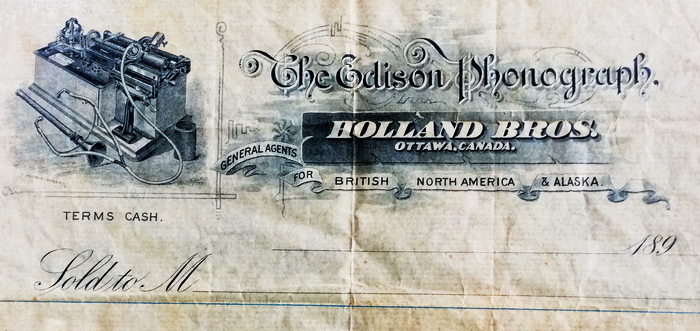 The Edison Phonograph.
HOLLAND BROS.
OTTAWA, CANADA.
GENERAL AGENTS
FOR BRITISH NORTH AMERICA & ALASKA
TERMS CASH.
189
Sold to M